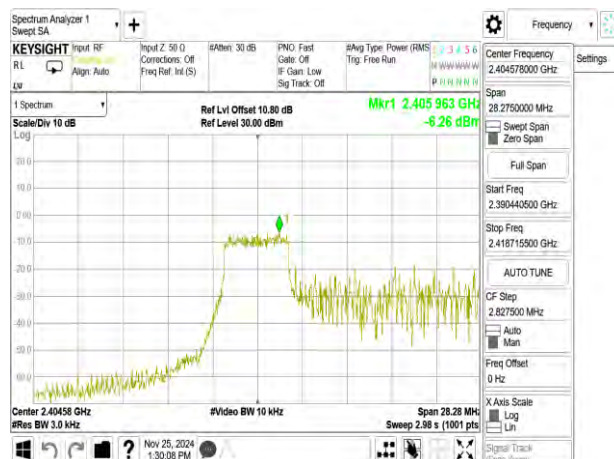 Spectrum Analyzer 1
Swept SA
Frequency
KEYSIGHT
RL
Input: RF
Align: Auto
Input Z: 50 Ω
Corrections: Off
Freq Ref: Int (S)
#Atten: 30 dB
PNO: Fast
Gate: Off
IF Gain: Low
Sig Track: Off
#Avg Type: Power (RMS
Trig: Free Run
1 2 3 4 5 6
M W W W W W
P N N N N N
1 Spectrum
Scale/Div 10 dB
Log
Ref Lvl Offset 10.80 dB
Ref Level 30.00 dBm
Mkr1 2.405 963 GHz
-6.26 dBm
1
Center 2.40458 GHz
#Res BW 3.0 kHz
#Video BW 10 kHz
Span 28.28 MHz
Sweep 2.98 s (1001 pts)
Nov 25, 2024
1:30:08 PM
Center Frequency
2.404578000 GHz
Settings
Span
28.2750000 MHz
Swept Span
Zero Span
Full Span
Start Freq
2.390440500 GHz
Stop Freq
2.418715500 GHz
AUTO TUNE
CF Step
2.827500 MHz
Auto
Man
Freq Offset
0 Hz
X Axis Scale
Log
Lin
Signal Track